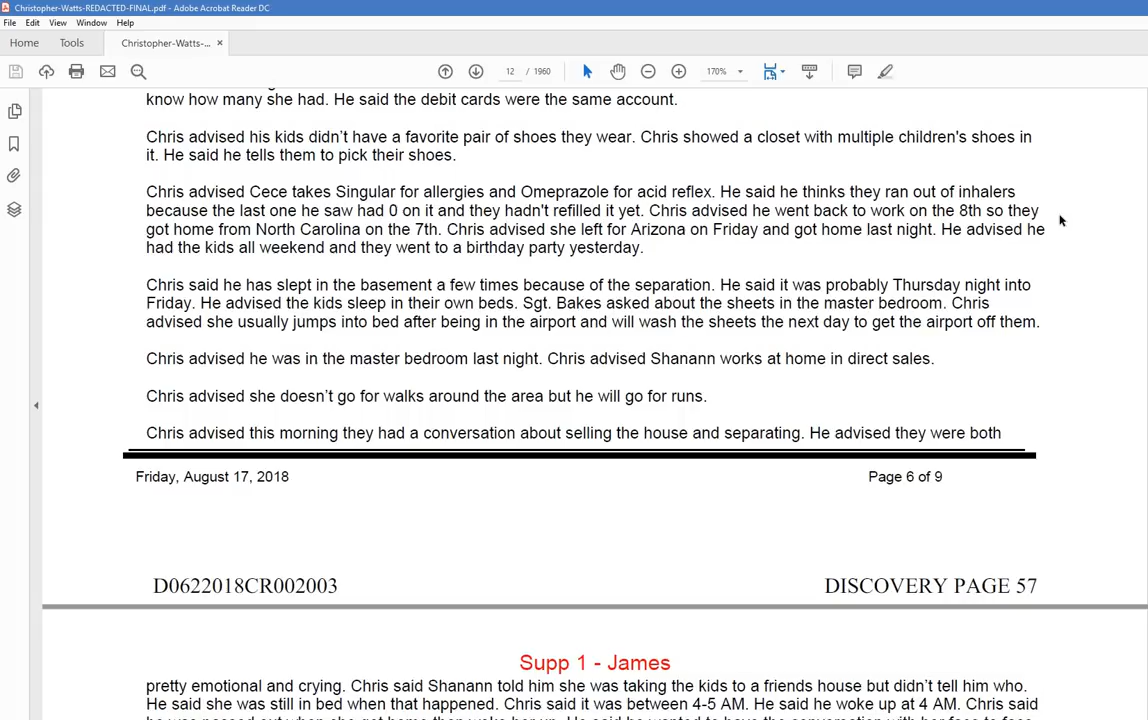 Christopher-Watts-REDACTED-FINAL.pdf - Adobe Acrobat Reader DC
File Edit View Window Help
Home Tools Christopher-Watts-... ×
12 / 1960 170%
know how many she had. He said the debit cards were the same account.
Chris advised his kids didn't have a favorite pair of shoes they wear. Chris showed a closet with multiple children's shoes in
it. He said he tells them to pick their shoes.
Chris advised Cece takes Singular for allergies and Omeprazole for acid reflex. He said he thinks they ran out of inhalers
because the last one he saw had 0 on it and they hadn't refilled it yet. Chris advised he went back to work on the 8th so they
got home from North Carolina on the 7th. Chris advised she left for Arizona on Friday and got home last night. He advised he
had the kids all weekend and they went to a birthday party yesterday.
Chris said he has slept in the basement a few times because of the separation. He said it was probably Thursday night into
Friday. He advised the kids sleep in their own beds. Sgt. Bakes asked about the sheets in the master bedroom. Chris
advised she usually jumps into bed after being in the airport and will wash the sheets the next day to get the airport off them.
Chris advised he was in the master bedroom last night. Chris advised Shanann works at home in direct sales.
Chris advised she doesn't go for walks around the area but he will go for runs.
Chris advised this morning they had a conversation about selling the house and separating. He advised they were both
Friday, August 17, 2018 Page 6 of 9
D0622018CR002003 DISCOVERY PAGE 57
Supp 1 - James
pretty emotional and crying. Chris said Shanann told him she was taking the kids to a friends house but didn't tell him who.
He said she was still in bed when that happened. Chris said it was between 4-5 AM. He said he woke up at 4 AM. Chris said